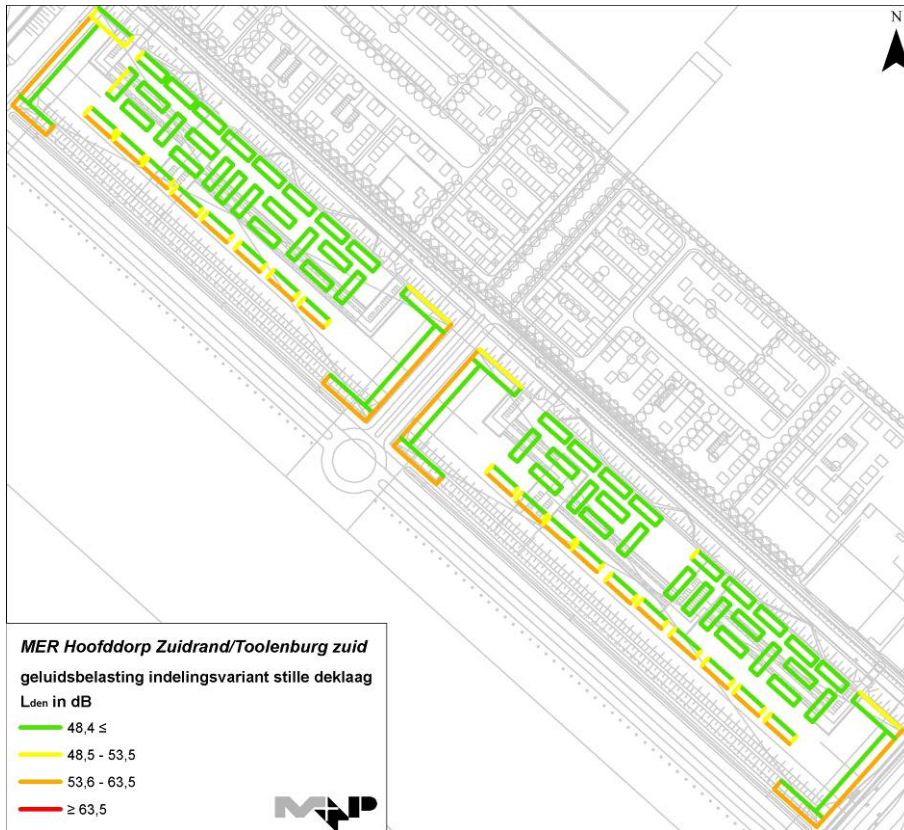 N
MER Hoofddorp Zuidrand/Toolenburg zuid
geluidsbelasting indelingsvariant stille deklaag
Lden in dB
48,4 ≤
48,5 - 53,5
53,6 - 63,5
≥ 63,5
MNP